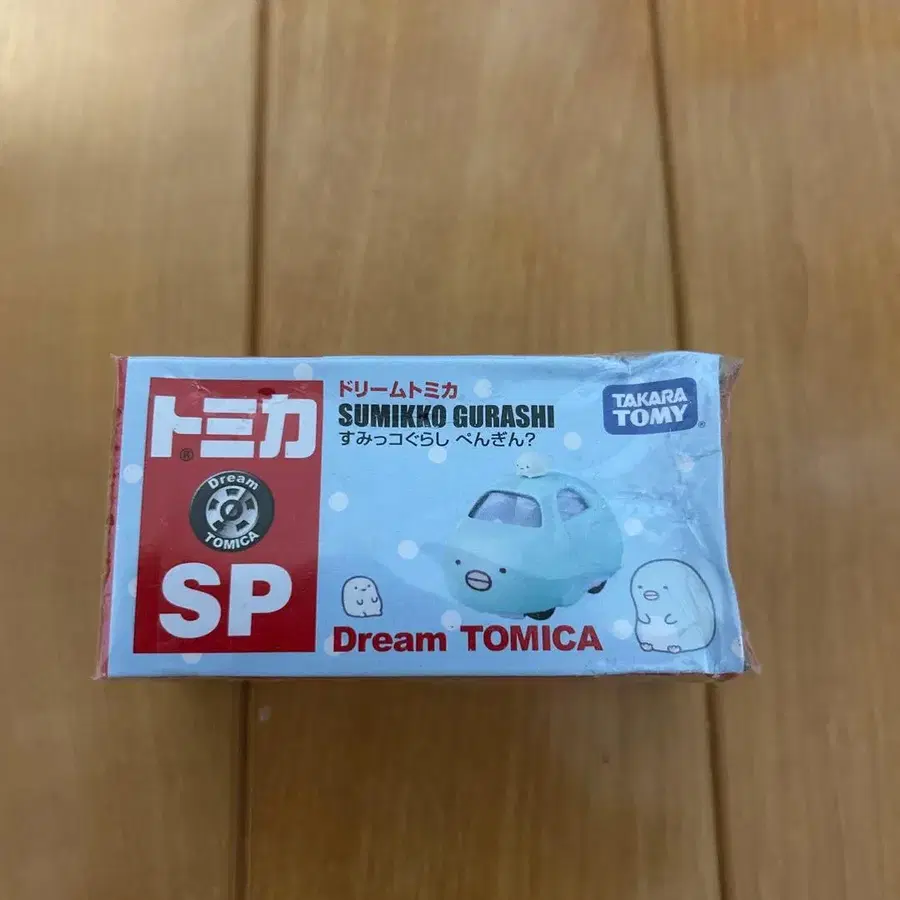 トミカ®
Dream
TOMICA
SP
ドリームトミカ
SUMIKKO GURASHI
すみっコぐらし ぺんぎん?
Dream TOMICA
TAKARA
TOMY®